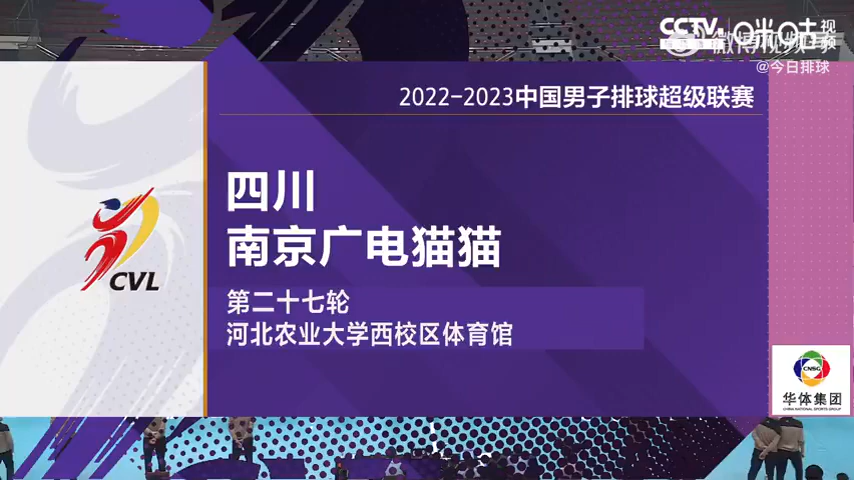 CCTV 咪咕视频
@今日排球
2022-2023中国男子排球超级联赛
四川
南京广电猫猫
第二十七轮
河北农业大学西校区体育馆
CVL
CNSG
华体集团
CHINA NATIONAL SPORTS GROUP